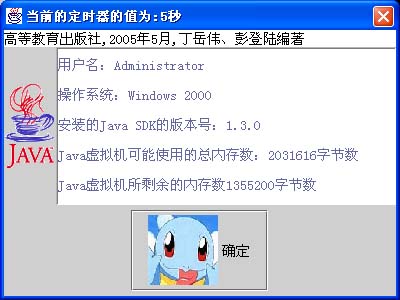 当前的定时器的值为:5秒
高等教育出版社,2005年5月,丁岳伟、彭登陆编著
用户名：Administrator
操作系统：Windows 2000
安装的Java SDK的版本号：1.3.0
Java虚拟机可能使用的总内存数：2031616字节数
Java虚拟机所剩余的内存数1355200字节数
JAVA
确定